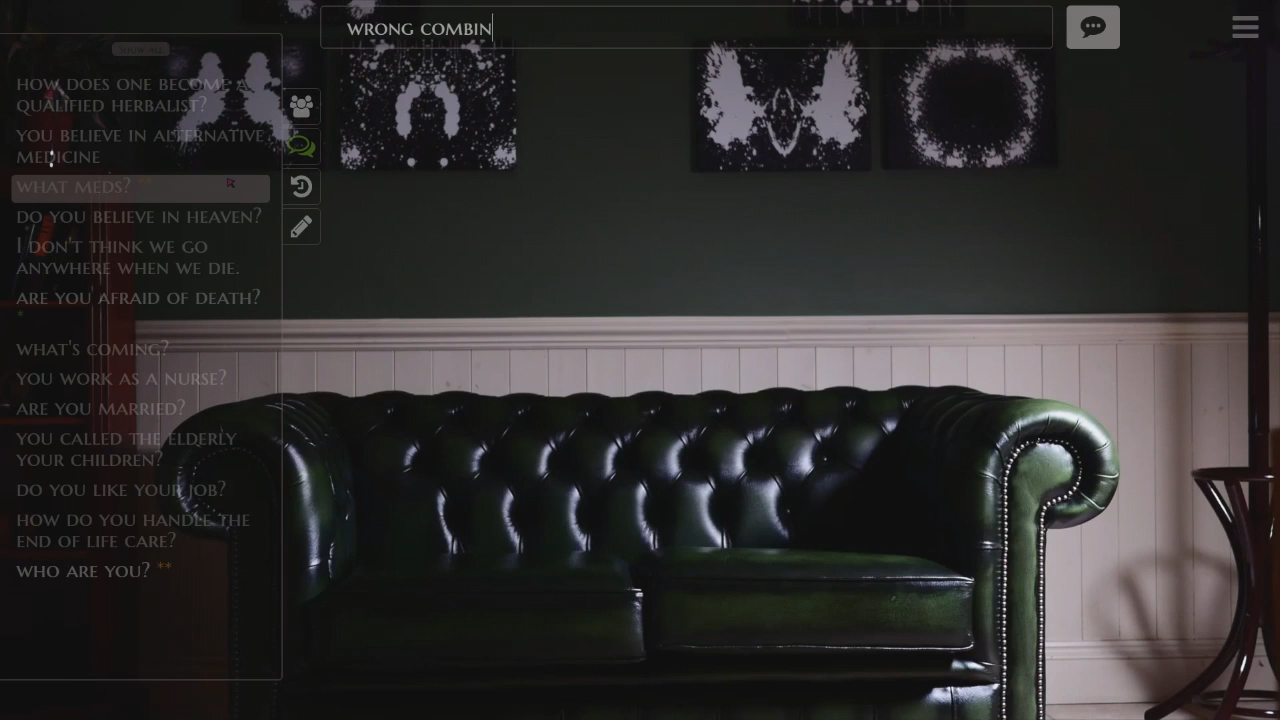 WRONG COMBIN
SHOW ALL
HOW DOES ONE BECOME A
QUALIFIED HERBALIST?
YOU BELIEVE IN ALTERNATIVE
MEDICINE
WHAT MEDS? **
DO YOU BELIEVE IN HEAVEN?
I DON'T THINK WE GO
ANYWHERE WHEN WE DIE.
ARE YOU AFRAID OF DEATH?
*
WHAT'S COMING?
YOU WORK AS A NURSE?
ARE YOU MARRIED?
YOU CALLED THE ELDERLY
YOUR CHILDREN?
DO YOU LIKE YOUR JOB?
HOW DO YOU HANDLE THE
END OF LIFE CARE?
WHO ARE YOU? **